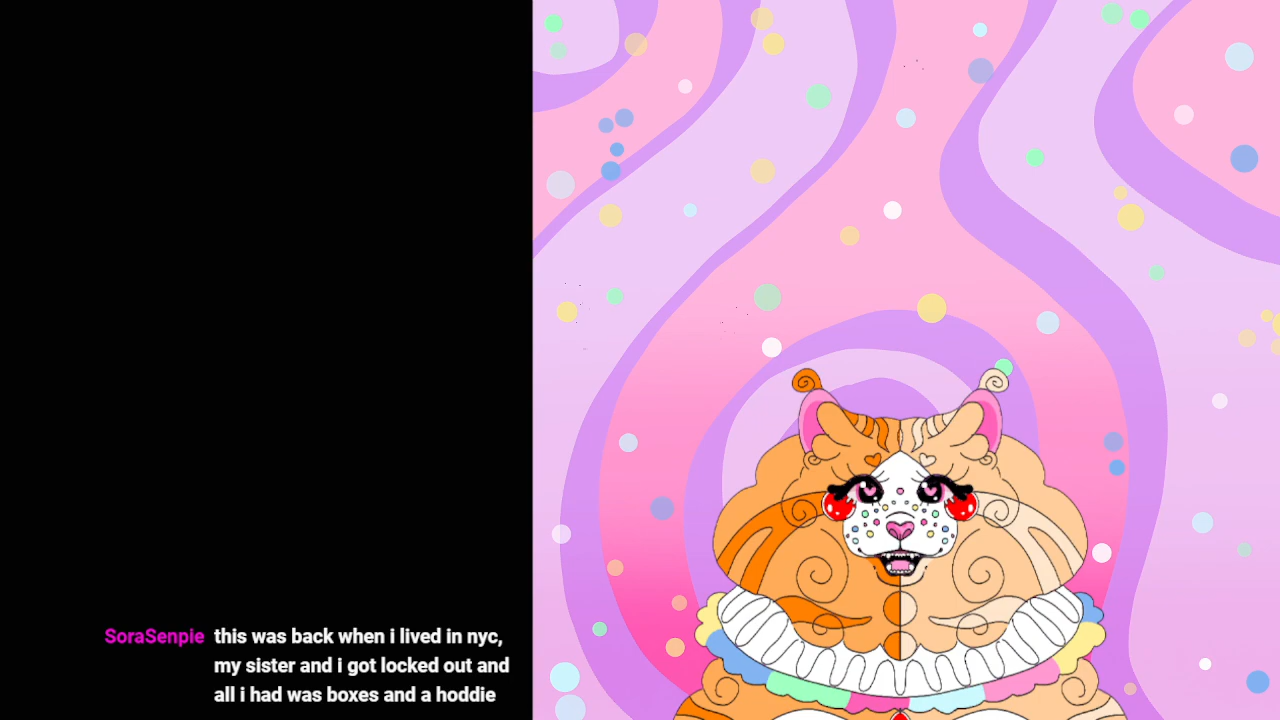 SoraSenpie this was back when i lived in nyc,
my sister and i got locked out and
all i had was boxes and a hoddie